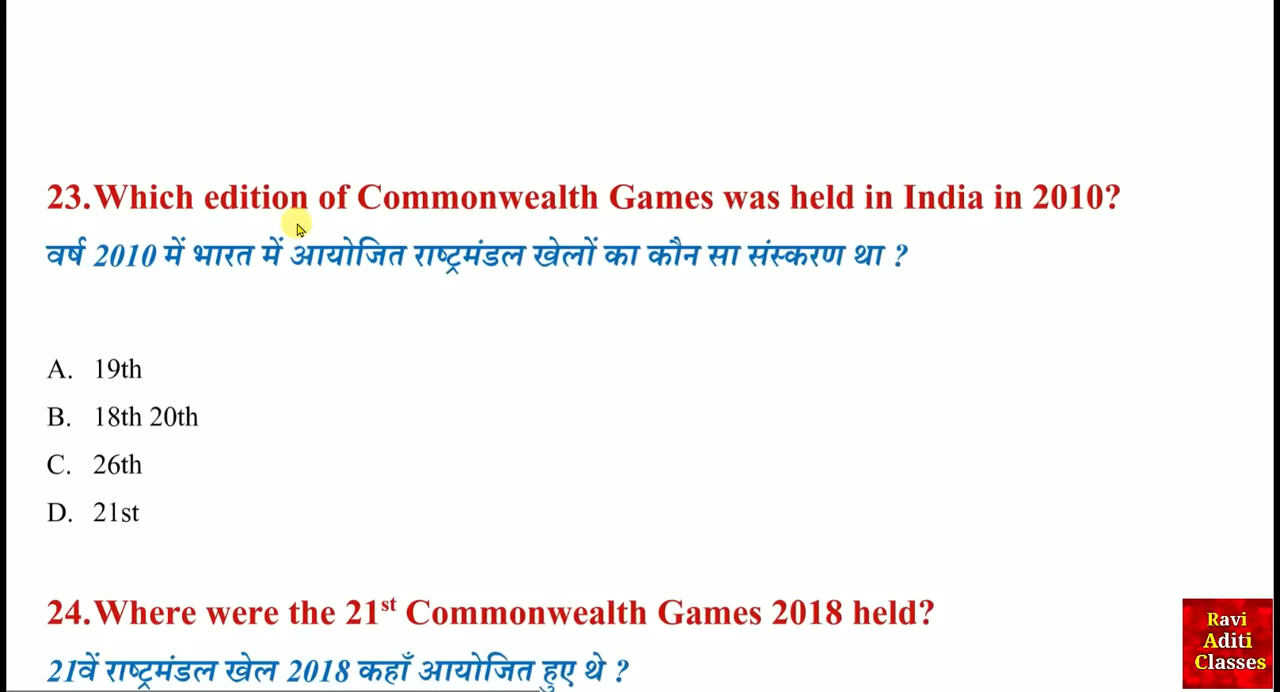 23.Which edition of Commonwealth Games was held in India in 2010?
वर्ष 2010 में भारत में आयोजित राष्ट्रमंडल खेलों का कौन सा संस्करण था ?
A. 19th
B. 18th 20th
C. 26th
D. 21st
24.Where were the 21st Commonwealth Games 2018 held?
21वें राष्ट्रमंडल खेल 2018 कहाँ आयोजित हुए थे ?
Ravi
Aditi
Classes